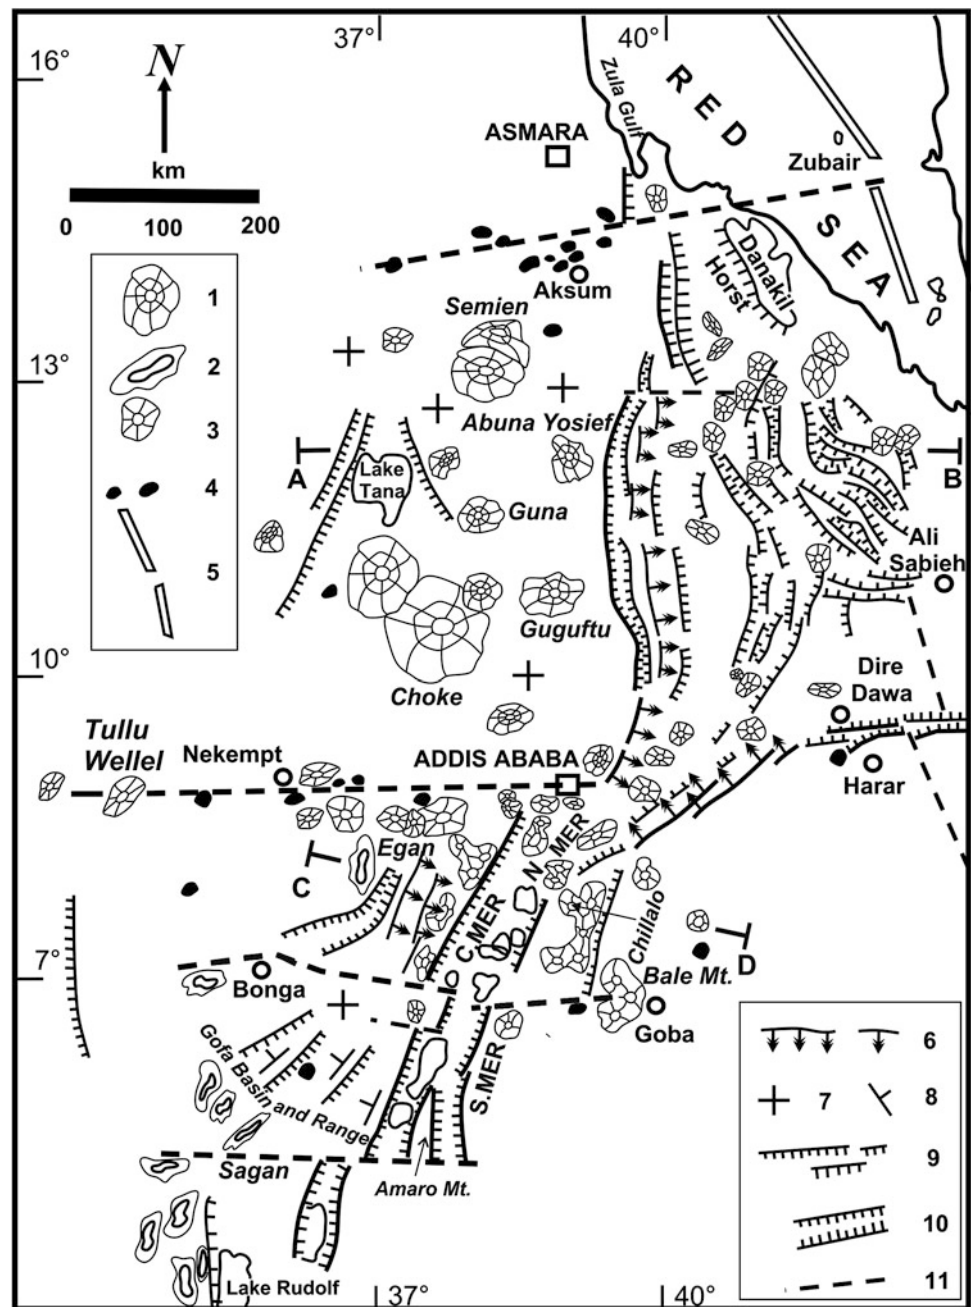 37°
40°
16°
N
Zula Gulf
RED
ASMARA
km
Zubair
0 100 200
SEA
Danakil
Horst
Aksum
1
Semien
2
13°
3
Abuna Yosief
A
Lake
Tana
B
4
Guna
5
Ali
Sabieh
Guguftu
10°
Choke
Dire
Dawa
Tullu
Wellel
Nekempt
ADDIS ABABA
Harar
Egan
N MER
C
C.MER
Chillalo
D
7°
Bale Mt.
Bonga
Goba
Gofa Basin and Range
S.MER
6
7
8
9
Sagan
Amaro Mt.
10
Lake Rudolf
11
37°
40°